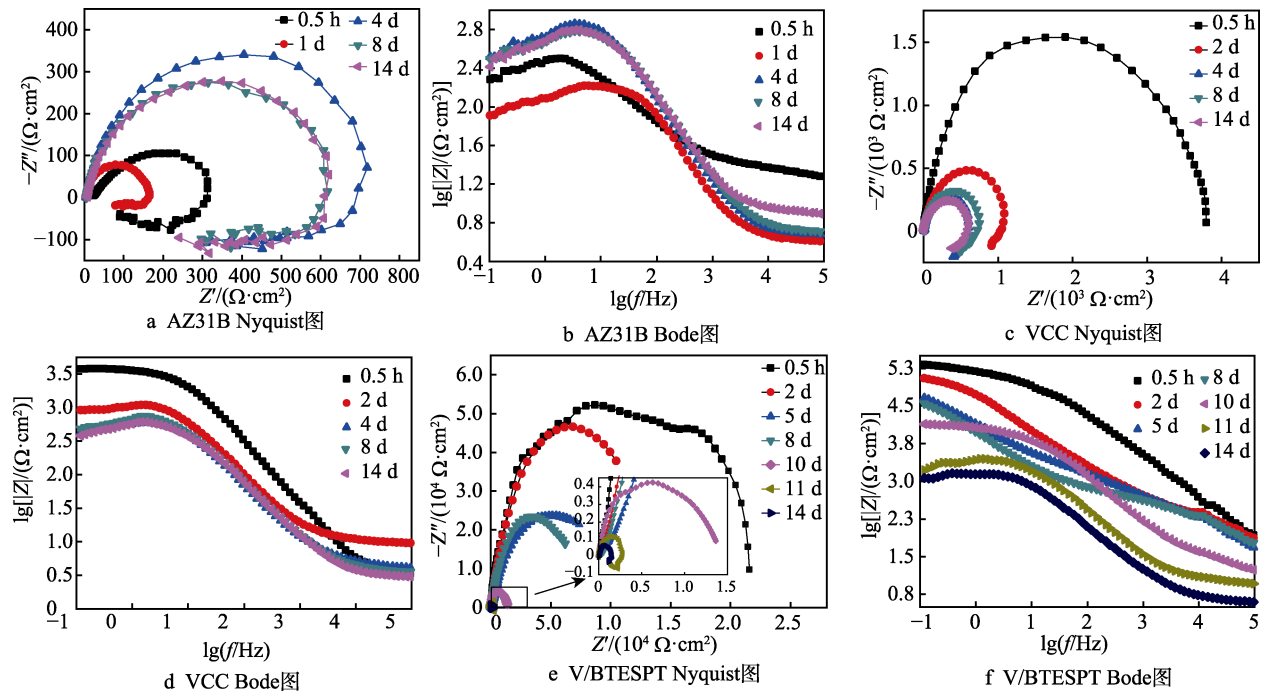 450
400
300
200
100
0
−100
0 100 200 300 400 500 600 700 800
−Z″/(Ω·cm²)
Z′/(Ω·cm²)
0.5 h
1 d
4 d
8 d
14 d
a AZ31B Nyquist图
2.8
2.4
2.0
1.6
1.2
0.8
0.4
−1 0 1 2 3 4 5
lg[|Z|/(Ω·cm²)]
lg(f/Hz)
0.5 h
1 d
4 d
8 d
14 d
b AZ31B Bode图
1.5
1.0
0.5
0
0 1 2 3 4
−Z″/(10³ Ω·cm²)
Z′/(10³ Ω·cm²)
0.5 h
2 d
4 d
8 d
14 d
c VCC Nyquist图
3.5
3.0
2.5
2.0
1.5
1.0
0.5
0
−1 0 1 2 3 4 5
lg[|Z|/(Ω·cm²)]
lg(f/Hz)
0.5 h
2 d
4 d
8 d
14 d
d VCC Bode图
6.0
5.0
4.0
3.0
2.0
1.0
0
0 5.0 1.0 1.5 2.0 2.5
−Z″/(10⁴ Ω·cm²)
Z′/(10⁴ Ω·cm²)
0.5 h
2 d
5 d
8 d
10 d
11 d
14 d
0.4
0.3
0.2
0.1
0
−0.1
0 0.5 1.0 1.5
e V/BTESPT Nyquist图
5.3
4.5
3.8
3.0
2.3
1.5
0.8
−1 0 1 2 3 4 5
lg[|Z|/(Ω·cm²)]
lg(f/Hz)
0.5 h
2 d
5 d
8 d
10 d
11 d
14 d
f V/BTESPT Bode图